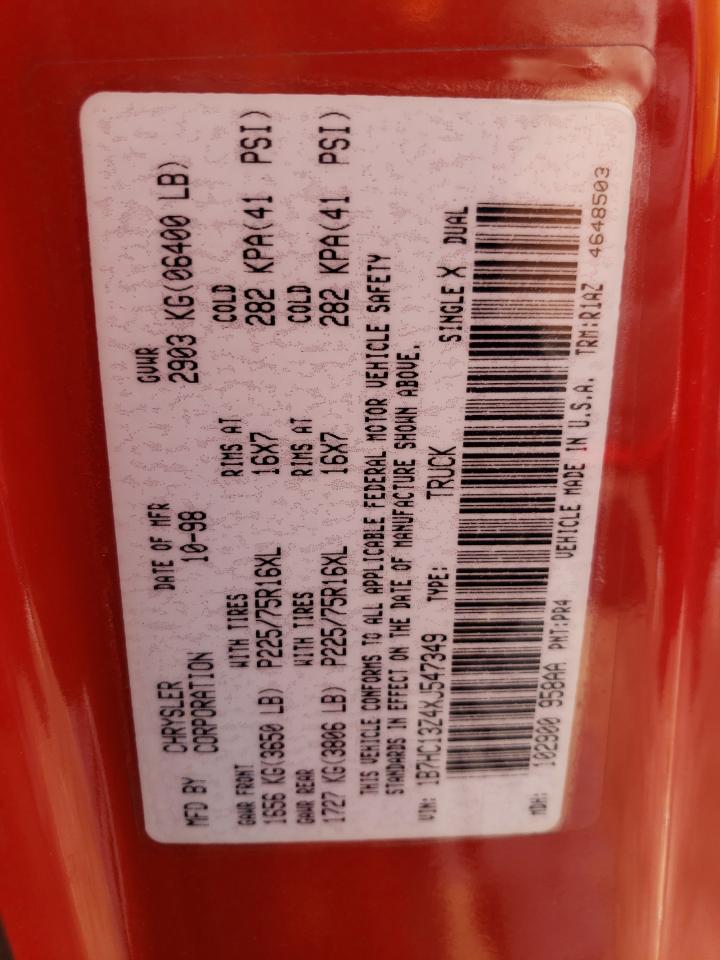 MFD BY CHRYSLER CORPORATION DATE OF MFR 10-98 GVWR 2903 KG(06400 LB)
GAWR FRONT WITH TIRES RIMS AT COLD
1656 KG(3650 LB) P225/75R16XL 16X7 282 KPA(41 PSI)
GAWR REAR WITH TIRES RIMS AT COLD
1727 KG(3806 LB) P225/75R16XL 16X7 282 KPA(41 PSI)
THIS VEHICLE CONFORMS TO ALL APPLICABLE FEDERAL MOTOR VEHICLE SAFETY
STANDARDS IN EFFECT ON THE DATE OF MANUFACTURE SHOWN ABOVE.
VIN: 1B7HC13Z4XJ547349 TYPE: TRUCK SINGLE X DUAL
MDH: 102900 958AA PNT:PR4 VEHICLE MADE IN U.S.A. TRM:R1AZ 4648503